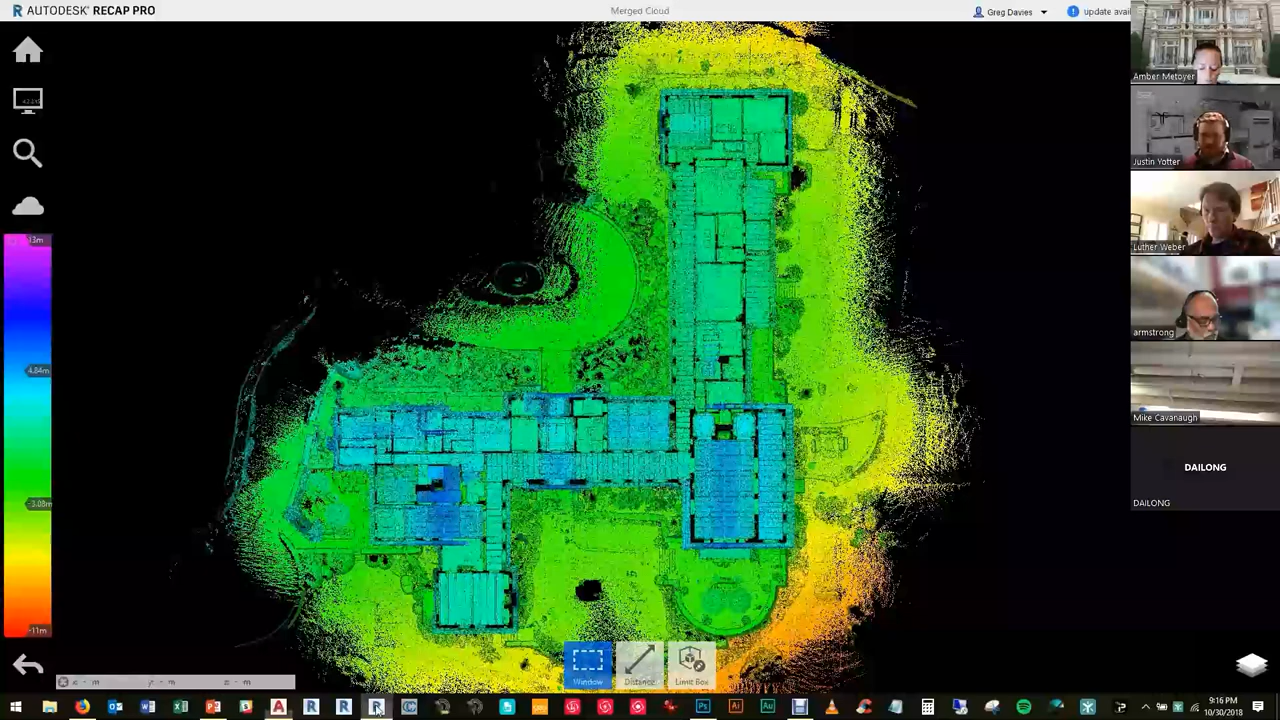 R AUTODESK® RECAP PRO
Merged Cloud
Greg Davies
update avai
Amber Metoyer
Justin Yotter
Luther Weber
armstrong
Mike Cavanaugh
DAILONG
DAILONG
13m
4.84m
-3.08m
-11m
x - m y - m z - m
Window
Distance
Limit Box
9:16 PM
10/30/2018